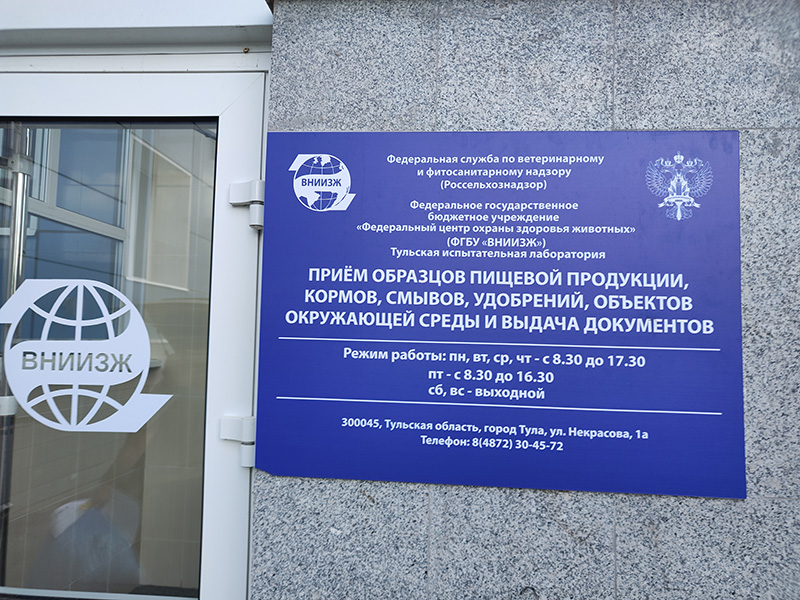 ВНИИЗЖ
Федеральная служба по ветеринарному
и фитосанитарному надзору
(Россельхознадзор)
Федеральное государственное
бюджетное учреждение
«Федеральный центр охраны здоровья животных»
(ФГБУ «ВНИИЗЖ»)
Тульская испытательная лаборатория
ПРИЁМ ОБРАЗЦОВ ПИЩЕВОЙ ПРОДУКЦИИ,
КОРМОВ, СМЫВОВ, УДОБРЕНИЙ, ОБЪЕКТОВ
ОКРУЖАЮЩЕЙ СРЕДЫ И ВЫДАЧА ДОКУМЕНТОВ
Режим работы: пн, вт, ср, чт - с 8.30 до 17.30
пт - с 8.30 до 16.30
сб, вс - выходной
300045, Тульская область, город Тула, ул. Некрасова, 1а
Телефон: 8(4872) 30-45-72
ВНИИЗЖ